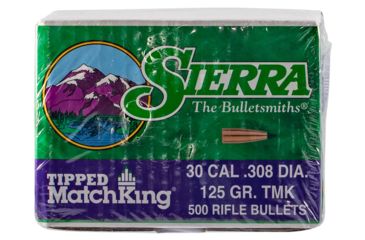 SIERRA
The Bulletsmiths®
TIPPED
MatchKing®
30 CAL .308 DIA.
125 GR. TMK
500 RIFLE BULLETS